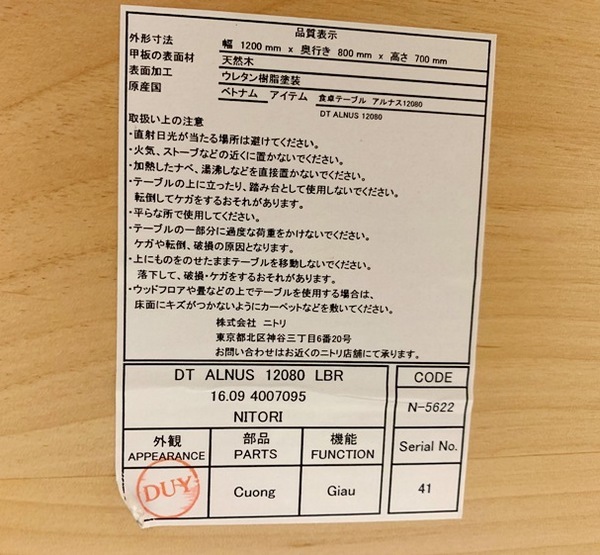 品質表示
外形寸法 幅 1200 mm x 奥行き 800 mm x 高さ 700 mm
甲板の表面材 天然木
表面加工 ウレタン樹脂塗装
原産国 ベトナム アイテム 食卓テーブル アルナス12080
DT ALNUS 12080
取扱い上の注意
・直射日光が当たる場所は避けてください。
・火気、ストーブなどの近くに置かないでください。
・加熱したナベ、湯沸しなどを直接置かないでください。
・テーブルの上に立ったり、踏み台として使用しないでください。
転倒してケガをするおそれがあります。
・平らな所で使用してください。
・テーブルの一部分に過度な荷重をかけないでください。
ケガや転倒、破損の原因となります。
・上にものをのせたままテーブルを移動しないでください。
落下して、破損・ケガをするおそれがあります。
・ウッドフロアや畳などの上でテーブルを使用する場合は、
床面にキズがつかないようにカーペットなどを敷いてください。
株式会社 ニトリ
東京都北区神谷三丁目6番20号
お問い合わせはお近くのニトリ店舗にて承ります。
DT ALNUS 12080 LBR
16.09 4007095
NITORI
CODE
N-5622
Serial No.
41
外観 部品 機能
APPEARANCE PARTS FUNCTION
DUY Cuong Giau